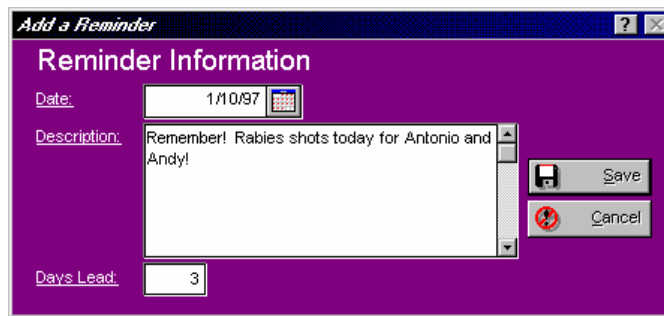 Add a Reminder
Reminder Information
Date: 1/10/97
Description: Remember! Rabies shots today for Antonio and
Andy!
Save
Cancel
Days Lead: 3